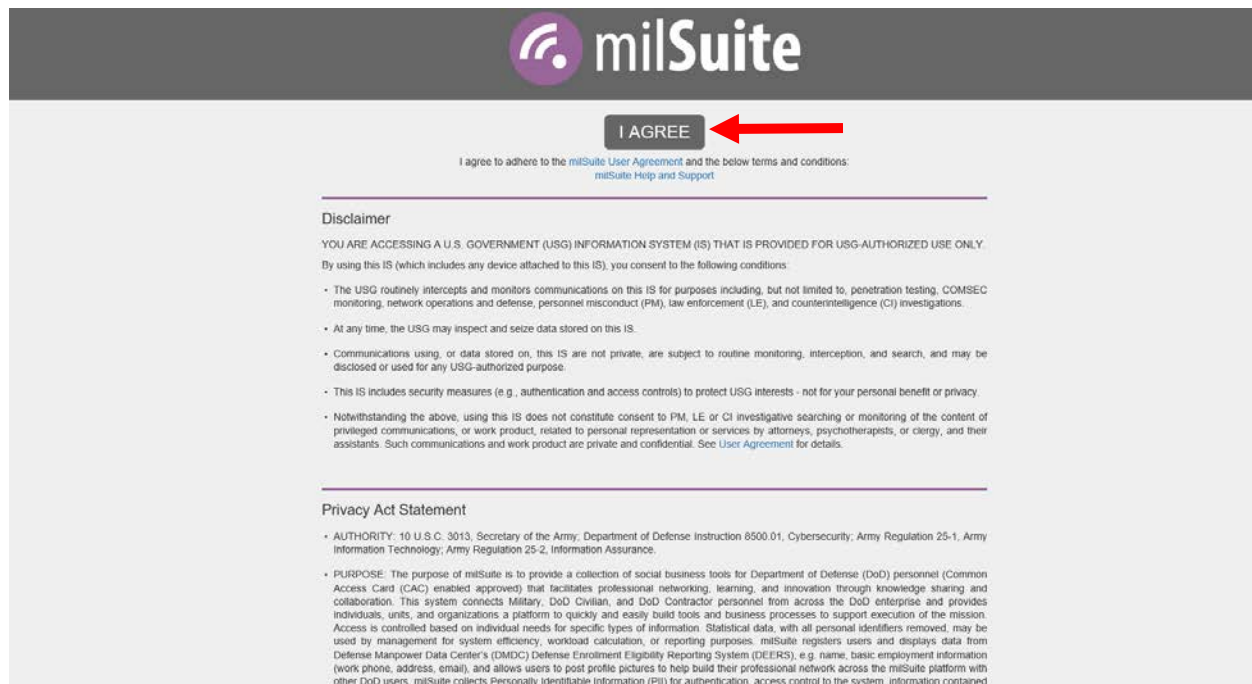 milSuite
I AGREE
I agree to adhere to the milSuite User Agreement and the below terms and conditions:
milSuite Help and Support
Disclaimer
YOU ARE ACCESSING A U.S. GOVERNMENT (USG) INFORMATION SYSTEM (IS) THAT IS PROVIDED FOR USG-AUTHORIZED USE ONLY.
By using this IS (which includes any device attached to this IS), you consent to the following conditions:
• The USG routinely intercepts and monitors communications on this IS for purposes including, but not limited to, penetration testing, COMSEC
monitoring, network operations and defense, personnel misconduct (PM), law enforcement (LE), and counterintelligence (CI) investigations.
• At any time, the USG may inspect and seize data stored on this IS.
• Communications using, or data stored on, this IS are not private, are subject to routine monitoring, interception, and search, and may be
disclosed or used for any USG-authorized purpose.
• This IS includes security measures (e.g., authentication and access controls) to protect USG interests - not for your personal benefit or privacy.
• Notwithstanding the above, using this IS does not constitute consent to PM, LE or CI investigative searching or monitoring of the content of
privileged communications, or work product, related to personal representation or services by attorneys, psychotherapists, or clergy, and their
assistants. Such communications and work product are private and confidential. See User Agreement for details.
Privacy Act Statement
• AUTHORITY: 10 U.S.C. 3013, Secretary of the Army; Department of Defense Instruction 8500.01, Cybersecurity; Army Regulation 25-1, Army
Information Technology; Army Regulation 25-2, Information Assurance.
• PURPOSE: The purpose of milSuite is to provide a collection of social business tools for Department of Defense (DoD) personnel (Common
Access Card (CAC) enabled approved) that facilitates professional networking, learning, and innovation through knowledge sharing and
collaboration. This system connects Military, DoD Civilian, and DoD Contractor personnel from across the DoD enterprise and provides
individuals, units, and organizations a platform to quickly and easily build tools and business processes to support execution of the mission.
Access is controlled based on individual needs for specific types of information. Statistical data, with all personal identifiers removed, may be
used by management for system efficiency, workload calculation, or reporting purposes. milSuite registers users and displays data from
Defense Manpower Data Center's (DMDC) Defense Enrollment Eligibility Reporting System (DEERS), e.g. name, basic employment information
(work phone, address, email), and allows users to post profile pictures to help build their professional network across the milSuite platform with
other DoD users. milSuite collects Personally Identifiable Information (PII) for authentication, access control to the system, information contained